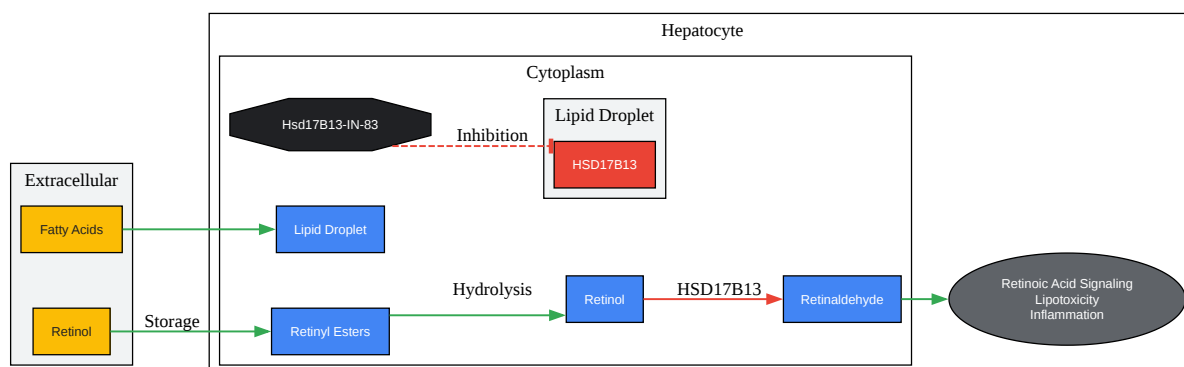 Hepatocyte
Cytoplasm
Hsd17B13-IN-83
Inhibition
Lipid Droplet
HSD17B13
Extracellular
Fatty Acids
Lipid Droplet
Retinol
Storage
Retinyl Esters
Hydrolysis
Retinol
HSD17B13
Retinaldehyde
Retinoic Acid Signaling
Lipotoxicity
Inflammation